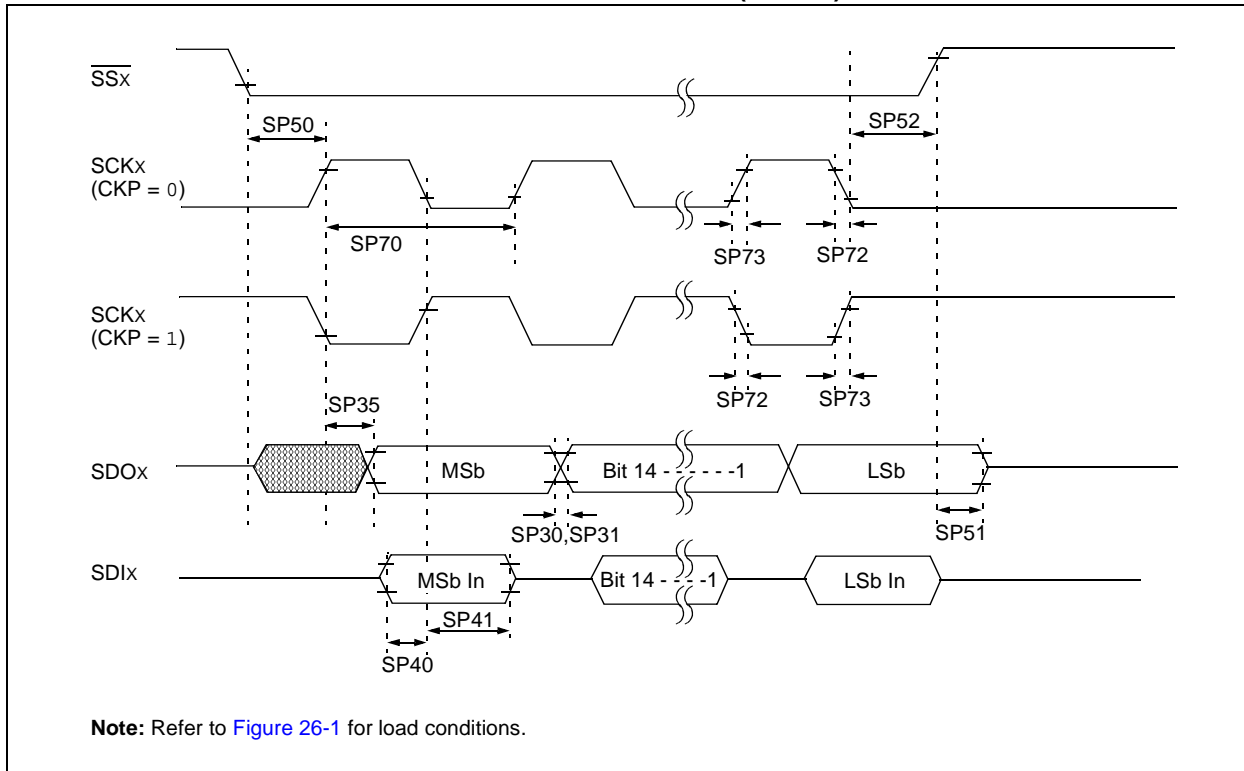 SSx
SP50
SP52
SCKx
(CKP = 0)
SP70
SP73
SP72
SCKx
(CKP = 1)
SP72
SP73
SP35
SDOx
MSb
Bit 14 - - - - - -1
LSb
SP30,SP31
SP51
SDIx
MSb In
Bit 14 - - - -1
LSb In
SP41
SP40
Note: Refer to Figure 26-1 for load conditions.